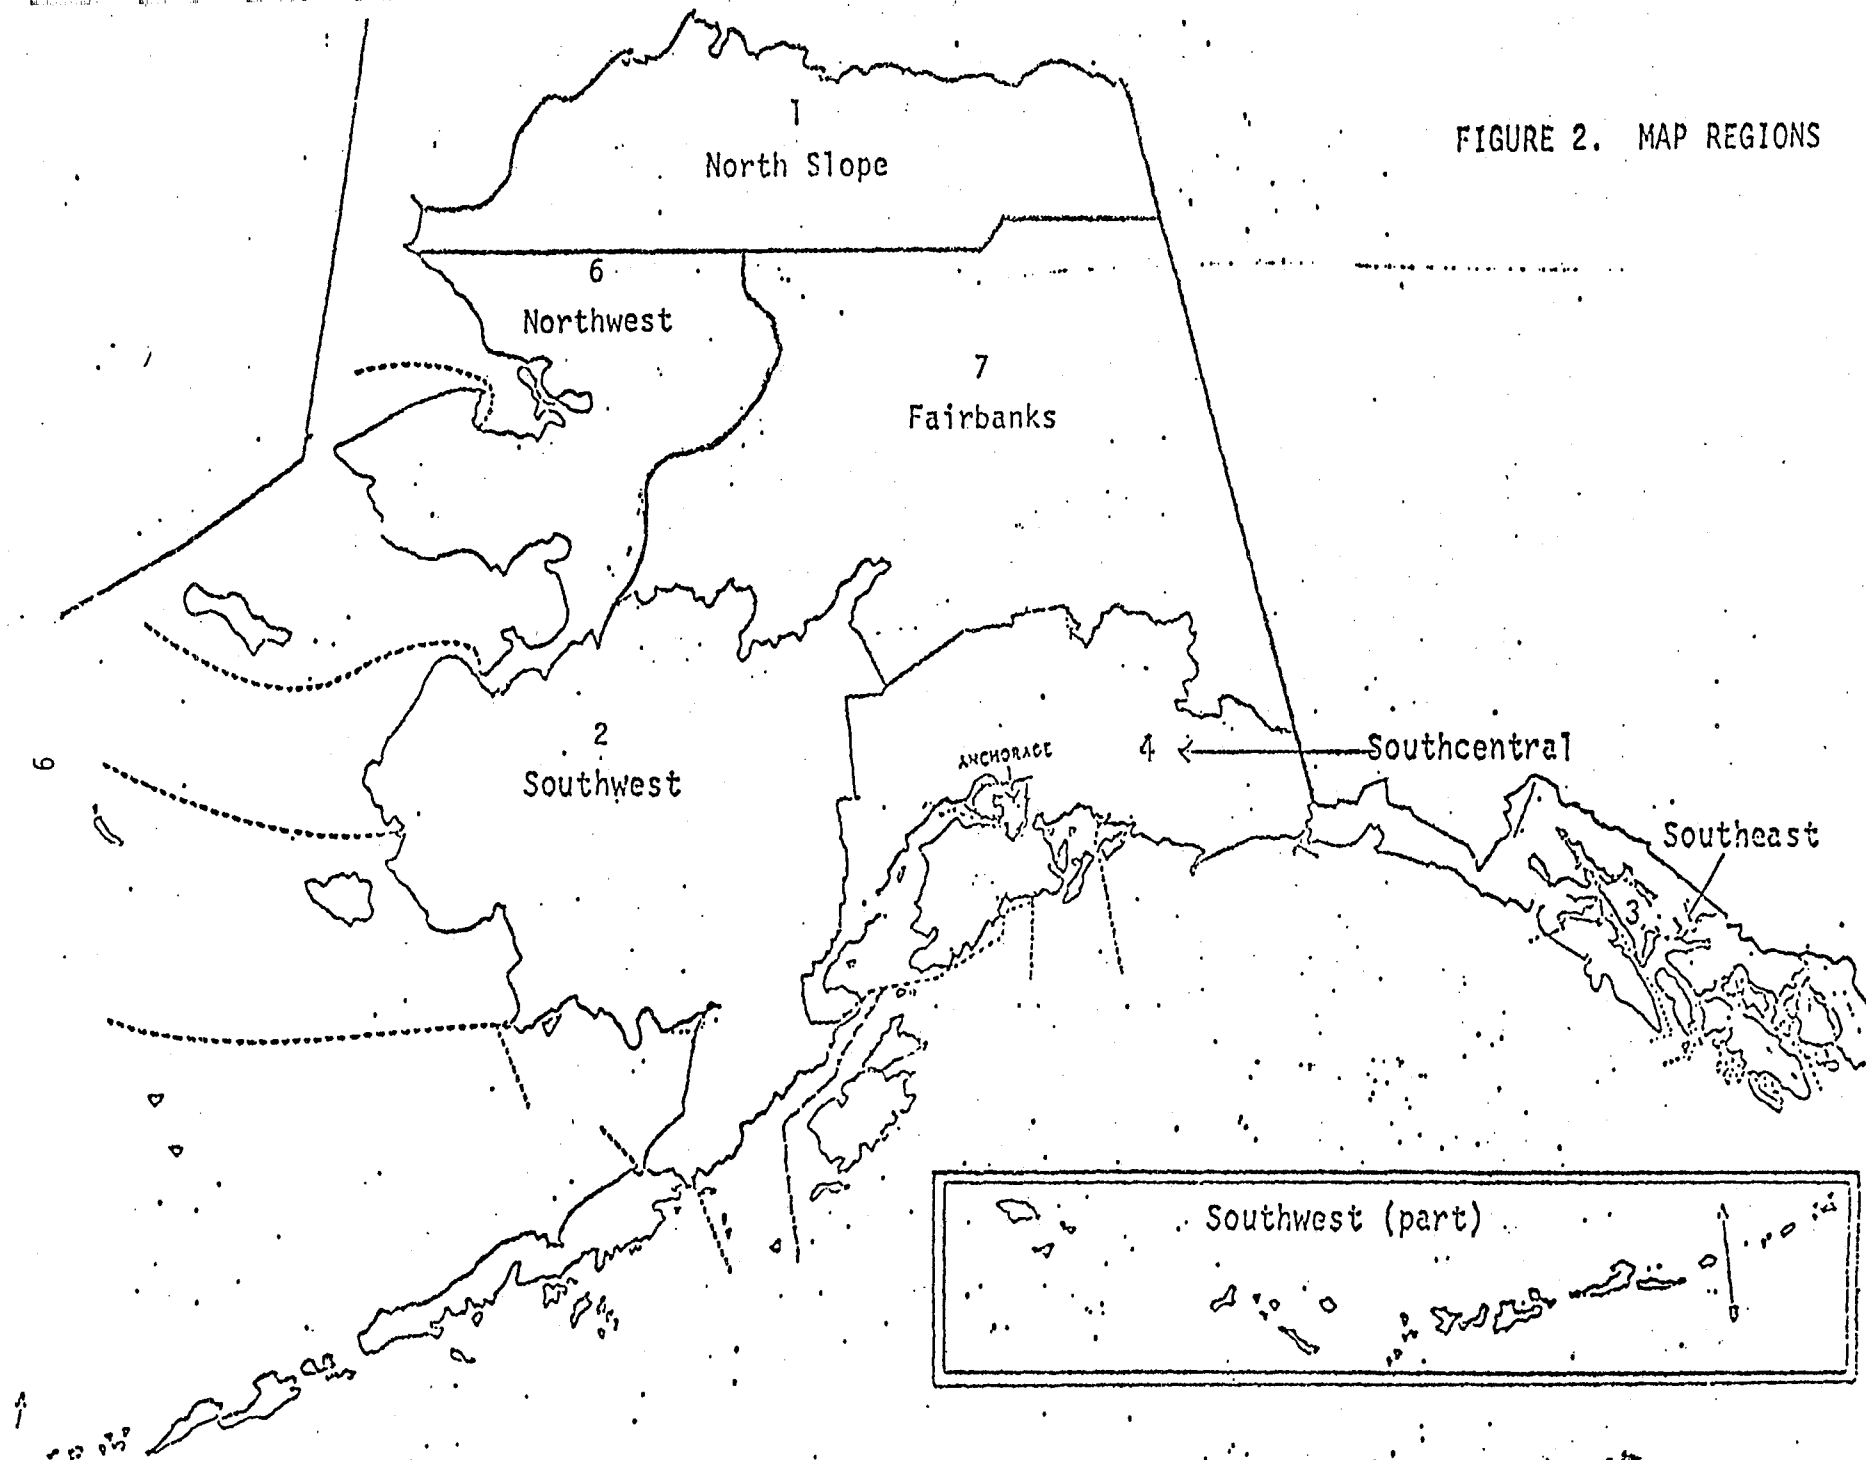 FIGURE 2. MAP REGIONS
1
North Slope
6
Northwest
7
Fairbanks
2
Southwest
ANCHORAGE
4
Southcentral
Southeast
3
6
Southwest (part)